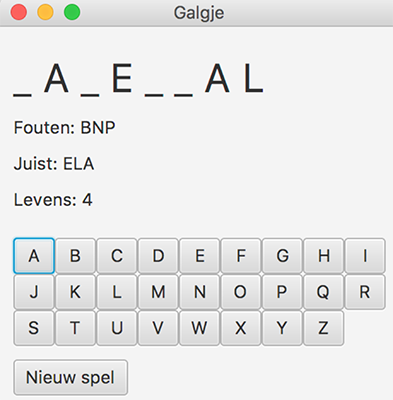 Galgje
_ A _ E _ _ A L
Fouten: BNP
Juist: ELA
Levens: 4
A B C D E F G H I
J K L M N O P Q R
S T U V W X Y Z
Nieuw spel